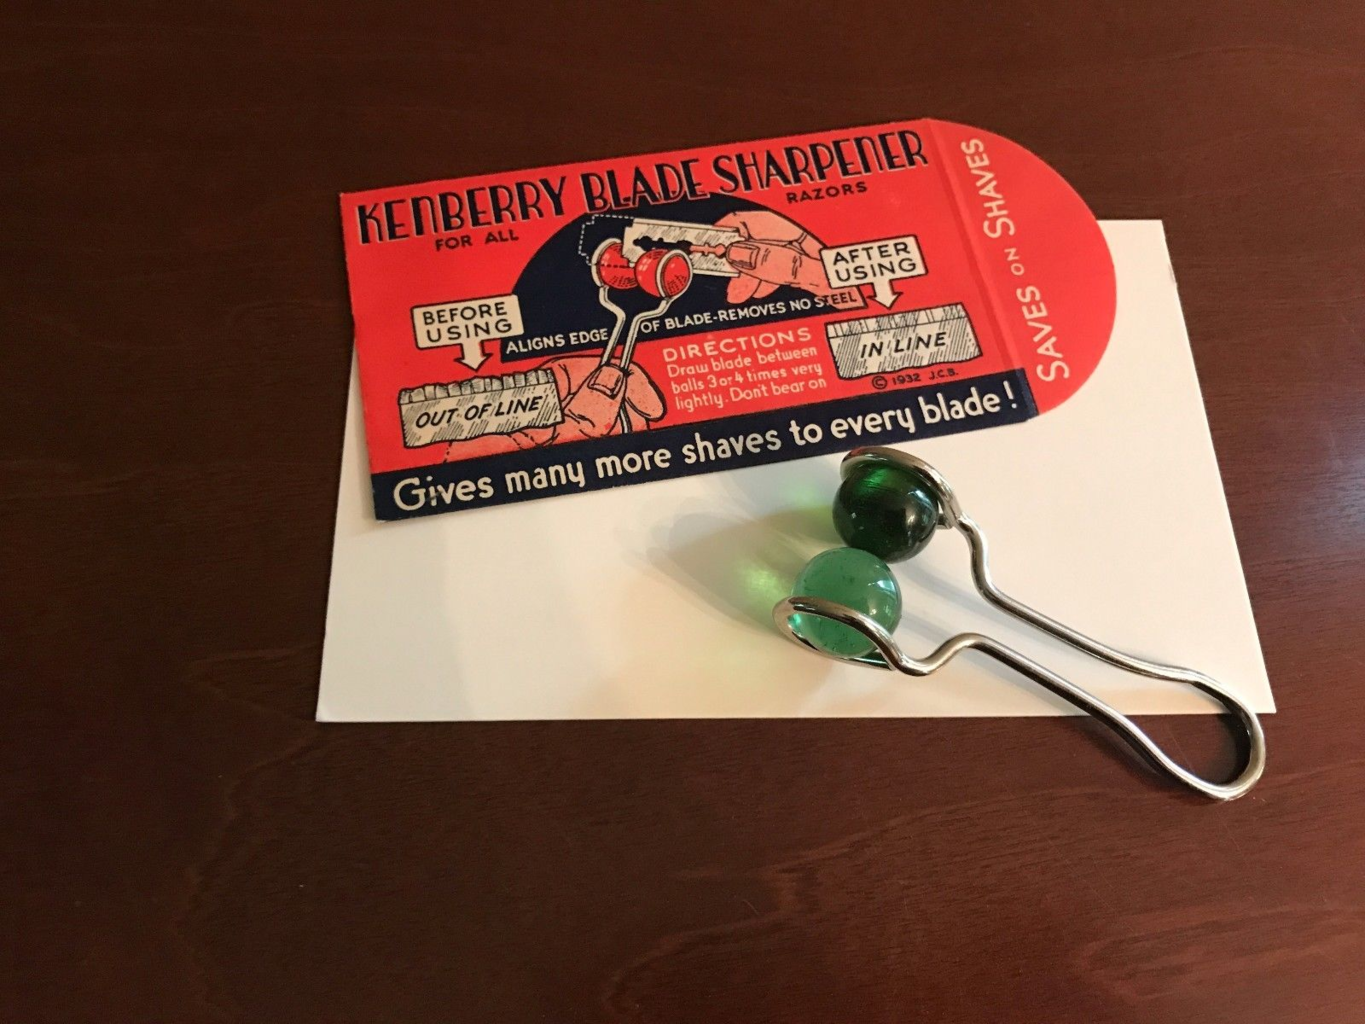 KENBERRY BLADE SHARPENER
FOR ALL RAZORS
BEFORE
USING
OUT OF LINE
ALIGNS EDGE OF BLADE-REMOVES NO STEEL
AFTER
USING
IN LINE
DIRECTIONS
Draw blade between
balls 3 or 4 times very
lightly. Don't bear on
© 1932 J.C.B.
Gives many more shaves to every blade!
SAVES ON SHAVES